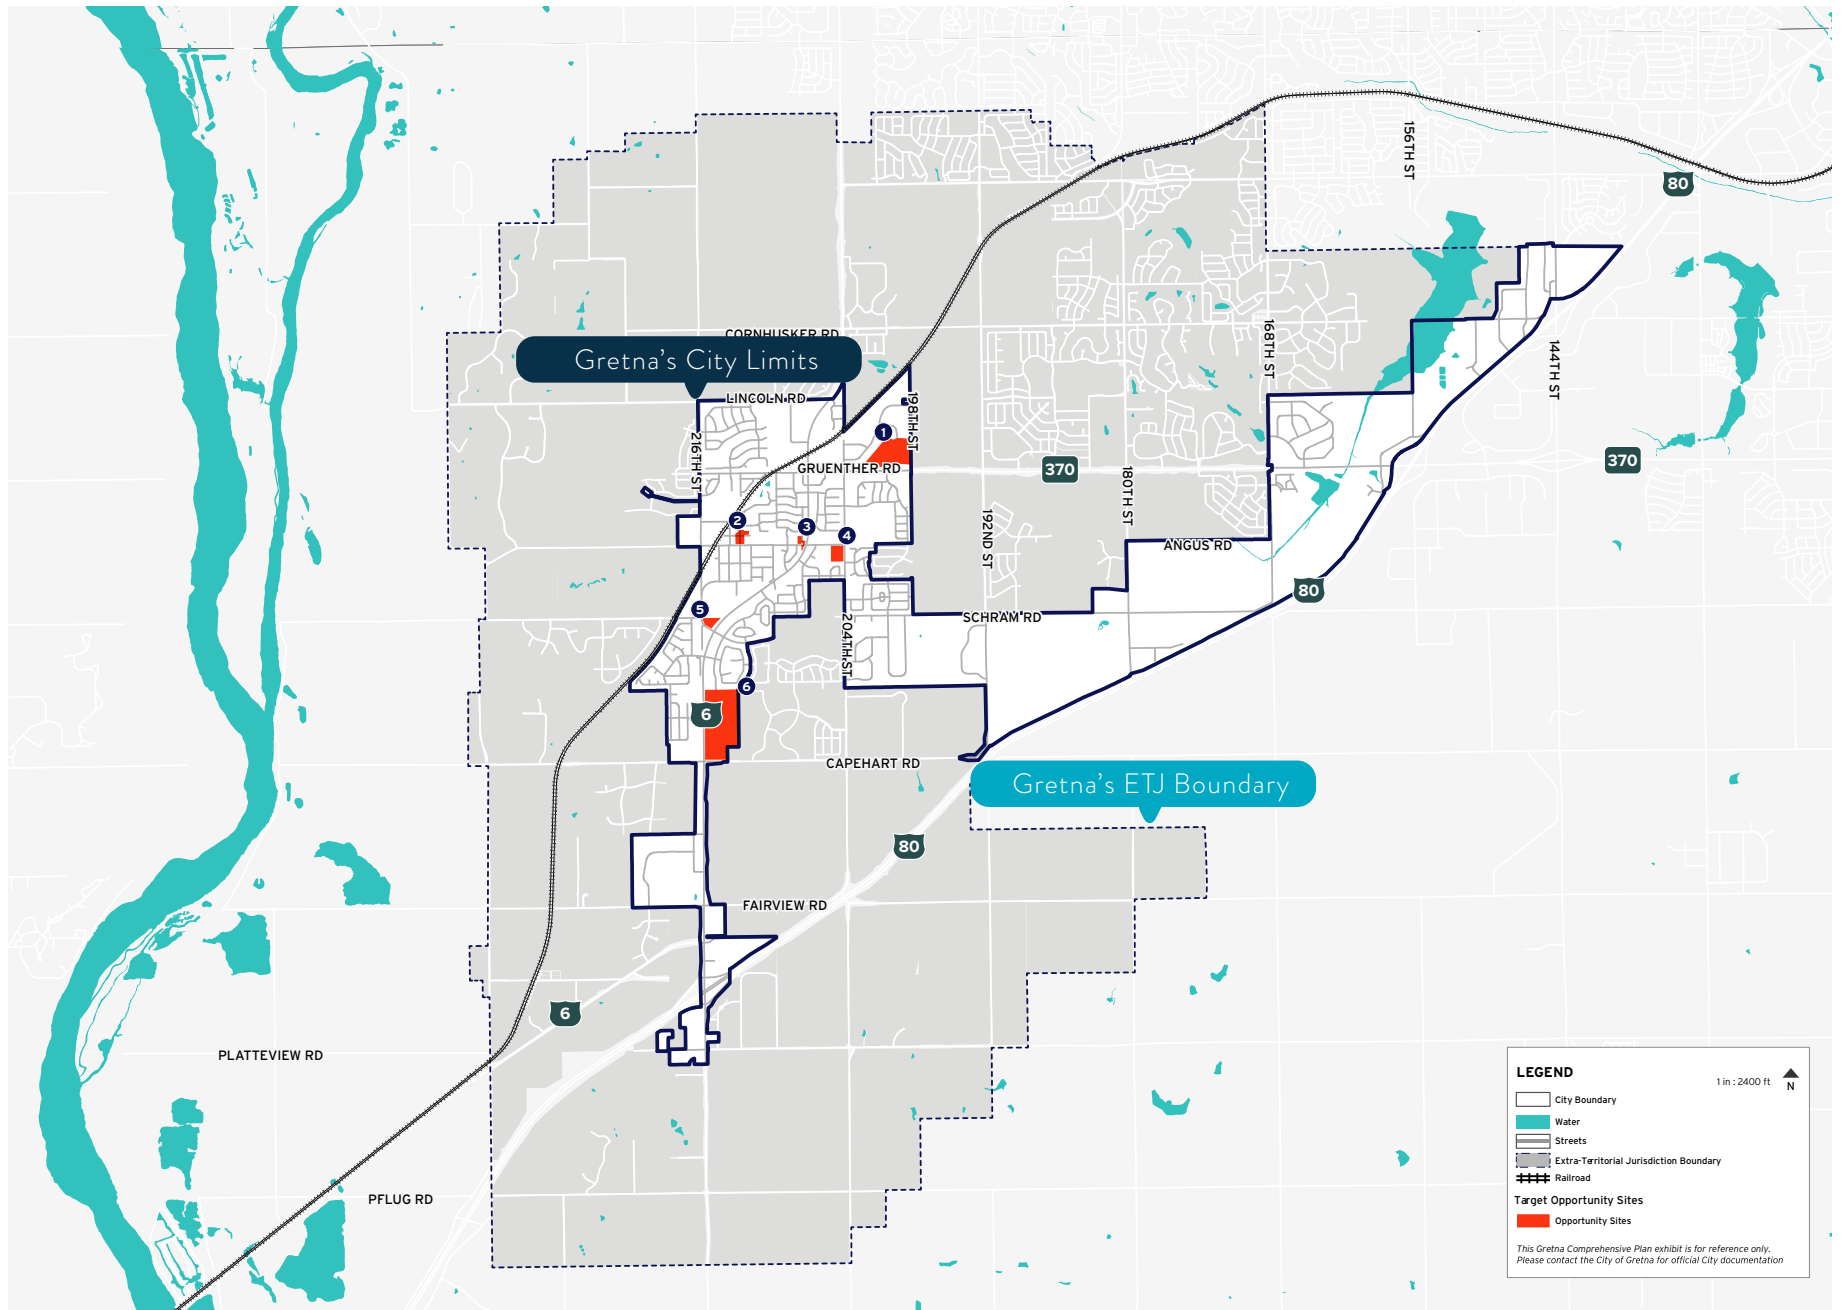 156TH ST
80
CORNHUSKER RD
Gretna's City Limits
168TH ST
144TH ST
LINCOLN RD
198TH ST
216TH ST
1
GRUENTHER RD
370
370
180TH ST
192ND ST
2
3
4
ANGUS RD
80
5
204TH ST
SCHRAM RD
6
6
CAPEHART RD
Gretna's ETJ Boundary
80
FAIRVIEW RD
6
PLATTEVIEW RD
PFLUG RD
LEGEND
1 in : 2400 ft
N
City Boundary
Water
Streets
Extra-Territorial Jurisdiction Boundary
Railroad
Target Opportunity Sites
Opportunity Sites
This Gretna Comprehensive Plan exhibit is for reference only.
Please contact the City of Gretna for official City documentation